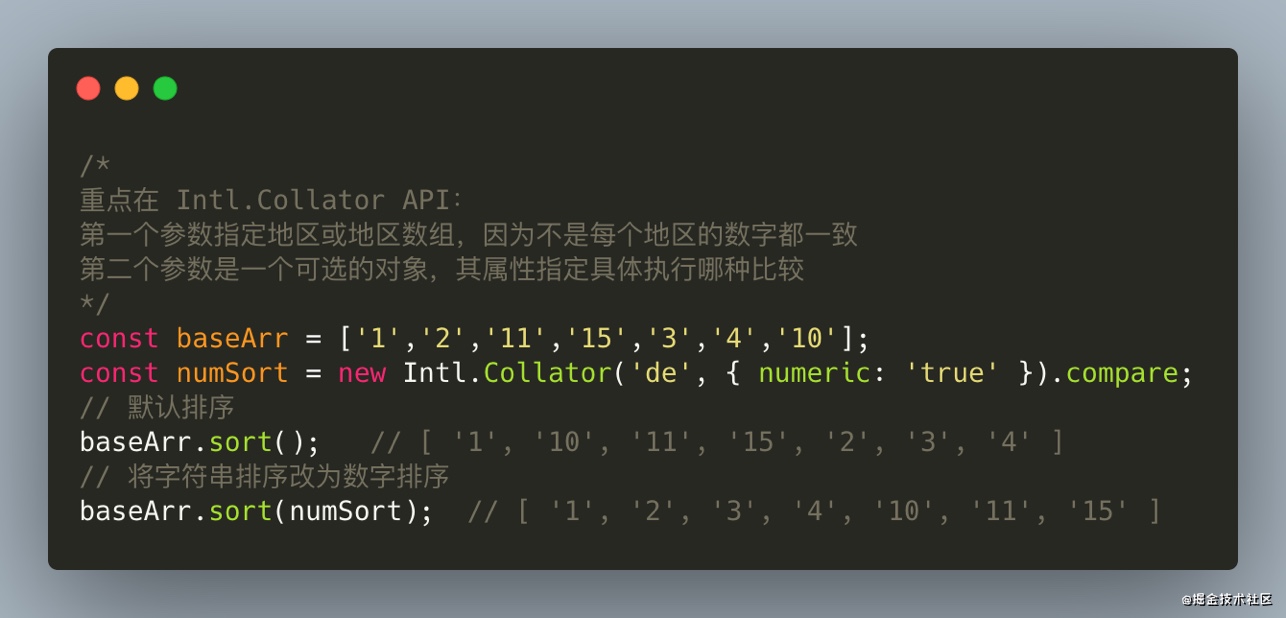 /*
重点在 Intl.Collator API：
第一个参数指定地区或地区数组，因为不是每个地区的数字都一致
第二个参数是一个可选的对象，其属性指定具体执行哪种比较
*/
const baseArr = ['1','2','11','15','3','4','10'];
const numSort = new Intl.Collator('de', { numeric: 'true' }).compare;
// 默认排序
baseArr.sort();   // [ '1', '10', '11', '15', '2', '3', '4' ]
// 将字符串排序改为数字排序
baseArr.sort(numSort);  // [ '1', '2', '3', '4', '10', '11', '15' ]
@掘金技术社区